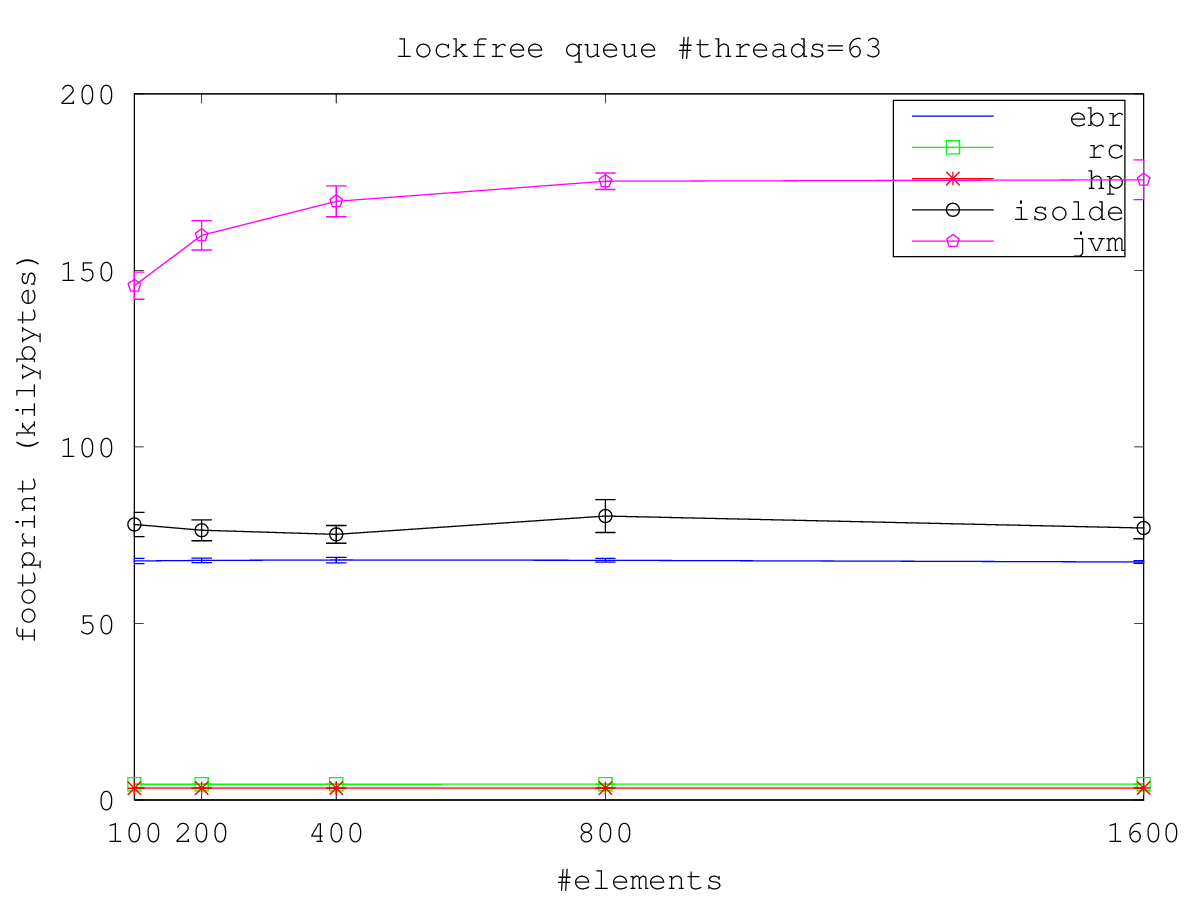 lockfree queue #threads=63
200
150
100
50
0
footprint (kilybytes)
ebr
rc
hp
isolde
jvm
100 200 400 800 1600
#elements